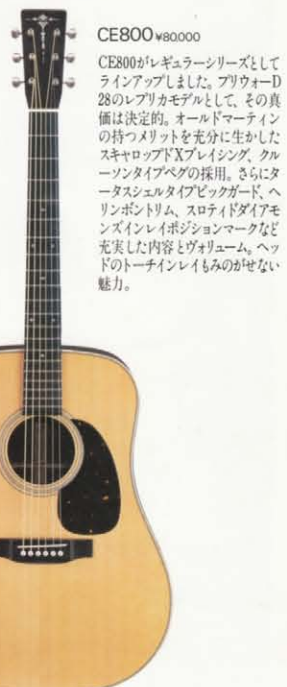 CE800 ¥80,000
CE800がレギュラーシリーズとして
ラインアップしました。プリウォーD
28のレプリカモデルとして、その真
価は決定的。オールドマーティン
の持つメリットを充分に生かした
スキャロップドXブレイシング、クル
ーソンタイプペグの採用。さらにタ
ータスシェルタイプピックガード、ヘ
リンボントリム、スロティドダイアモ
ンズインレイポジションマークなど
充実した内容とヴォリューム。ヘッ
ドのトーチインレイもみのがせない
魅力。